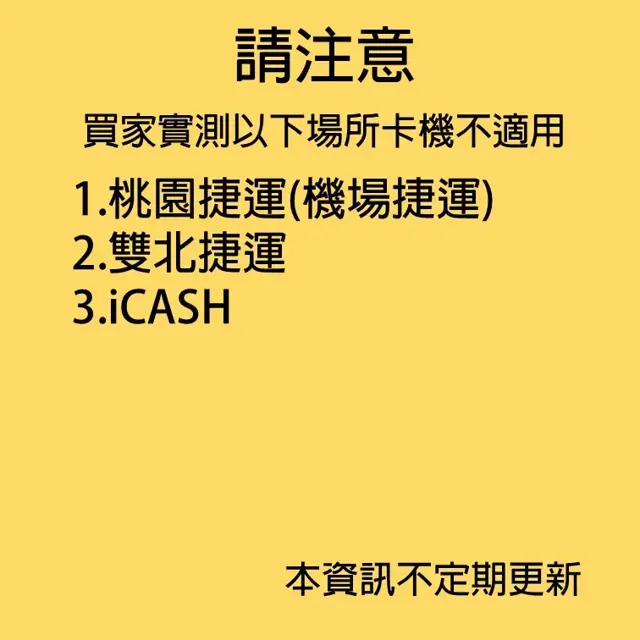 請注意
買家實測以下場所卡機不適用
1.桃園捷運(機場捷運)
2.雙北捷運
3.iCASH
本資訊不定期更新